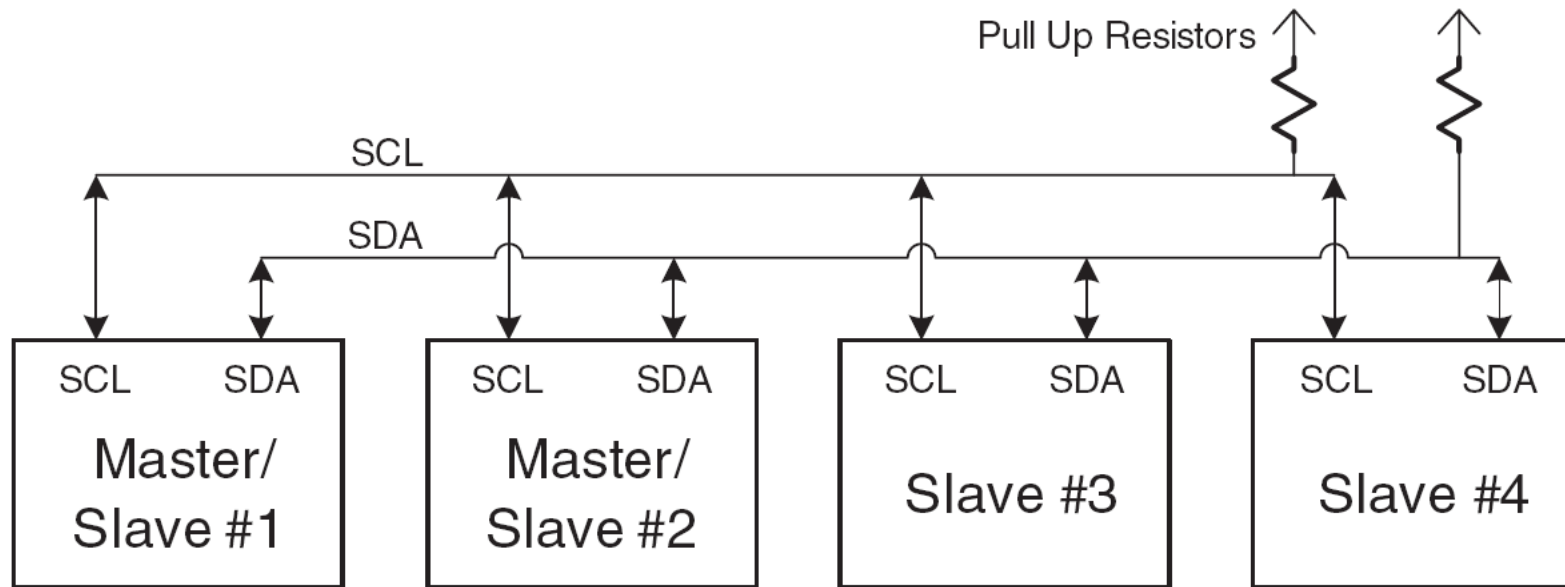 Pull Up Resistors
SCL
SDA
SCL SDA
Master/
Slave #1
SCL SDA
Master/
Slave #2
SCL SDA
Slave #3
SCL SDA
Slave #4